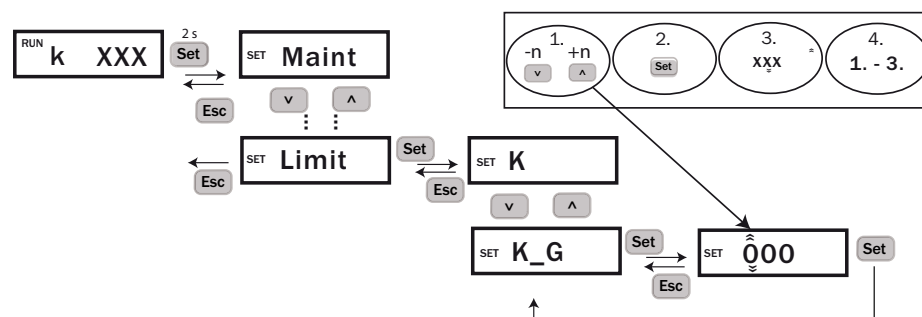 RUN k XXX
2 s
Set
Esc
SET Maint
v ʌ
SET Limit
Esc
Set
Esc
SET K
v ʌ
SET K_G
Set
Esc
SET 000
Set
1.
-n +n
v ʌ
2.
Set
3.
xxx
4.
1. - 3.